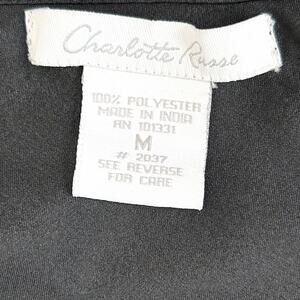 Charlotte Russe
100% POLYESTER
MADE IN INDIA
RN 101331
M
# 2037
SEE REVERSE
FOR CARE